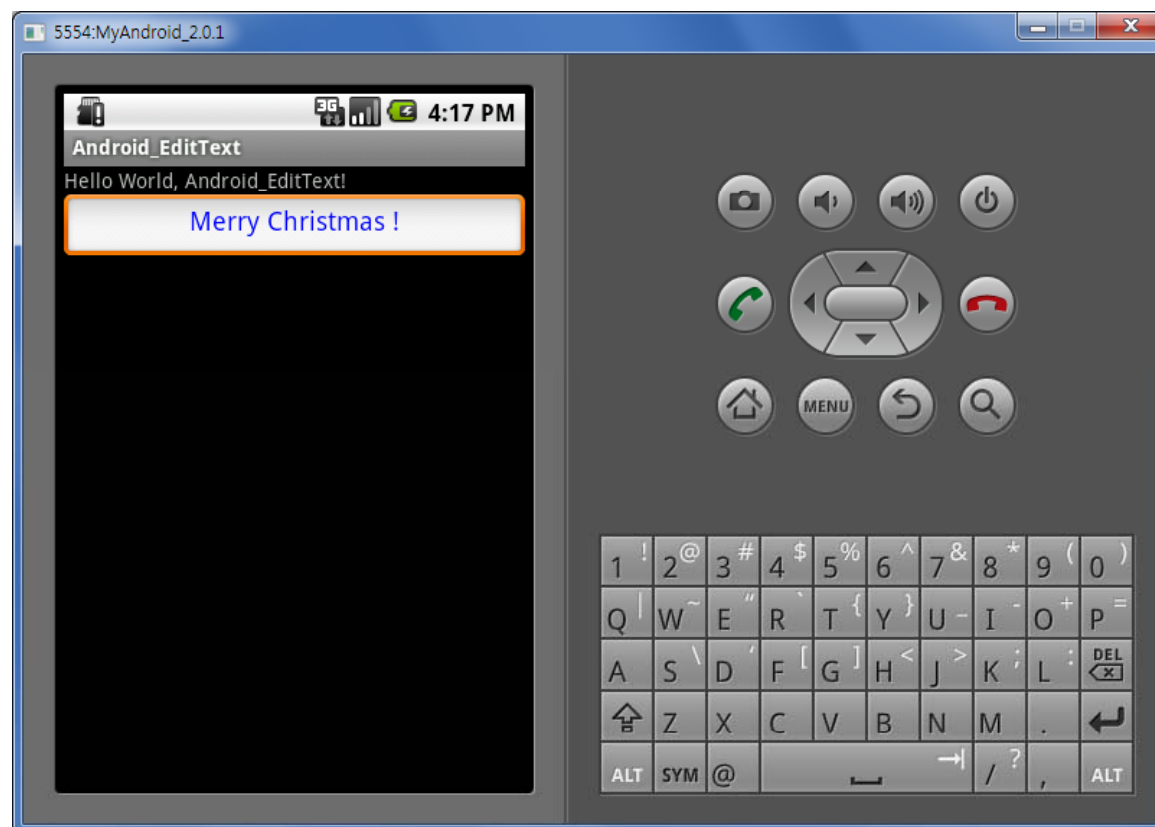 5554:MyAndroid_2.0.1
3G 4:17 PM
Android_EditText
Hello World, Android_EditText!
Merry Christmas !
MENU
1 ! 2 @ 3 # 4 $ 5 % 6 ^ 7 & 8 * 9 ( 0 )
Q | W ~ E " R ` T { Y } U _ I - O + P =
A S \ D ' F [ G ] H < J > K ; L : DEL
Z X C V B N M .
ALT SYM @ / ? , ALT